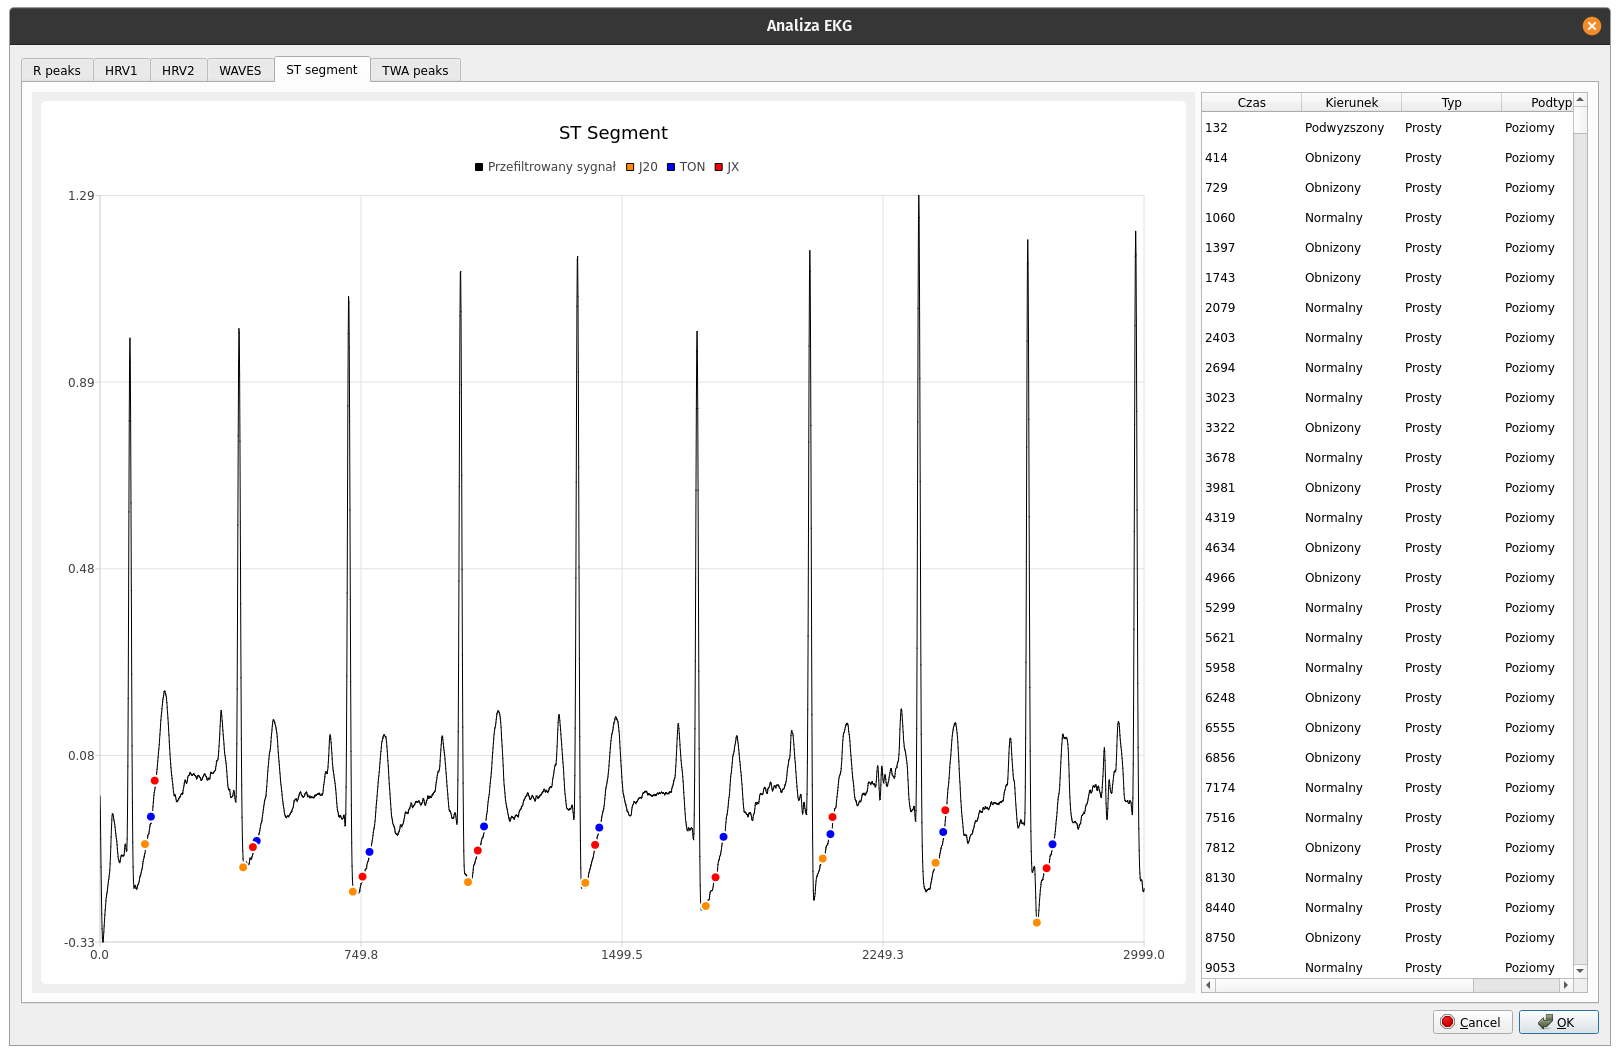 Analiza EKG
R peaks HRV1 HRV2 WAVES ST segment TWA peaks
ST Segment
Przefiltrowany sygnał J20 TON JX
1.29
0.89
0.48
0.08
-0.33
0.0 749.8 1499.5 2249.3 2999.0
Czas Kierunek Typ Podtyp
132 Podwyzszony Prosty Poziomy
414 Obnizony Prosty Poziomy
729 Obnizony Prosty Poziomy
1060 Normalny Prosty Poziomy
1397 Obnizony Prosty Poziomy
1743 Obnizony Prosty Poziomy
2079 Normalny Prosty Poziomy
2403 Normalny Prosty Poziomy
2694 Normalny Prosty Poziomy
3023 Normalny Prosty Poziomy
3322 Obnizony Prosty Poziomy
3678 Normalny Prosty Poziomy
3981 Obnizony Prosty Poziomy
4319 Normalny Prosty Poziomy
4634 Obnizony Prosty Poziomy
4966 Obnizony Prosty Poziomy
5299 Normalny Prosty Poziomy
5621 Normalny Prosty Poziomy
5958 Normalny Prosty Poziomy
6248 Obnizony Prosty Poziomy
6555 Obnizony Prosty Poziomy
6856 Obnizony Prosty Poziomy
7174 Normalny Prosty Poziomy
7516 Normalny Prosty Poziomy
7812 Obnizony Prosty Poziomy
8130 Normalny Prosty Poziomy
8440 Normalny Prosty Poziomy
8750 Obnizony Prosty Poziomy
9053 Normalny Prosty Poziomy
Cancel OK